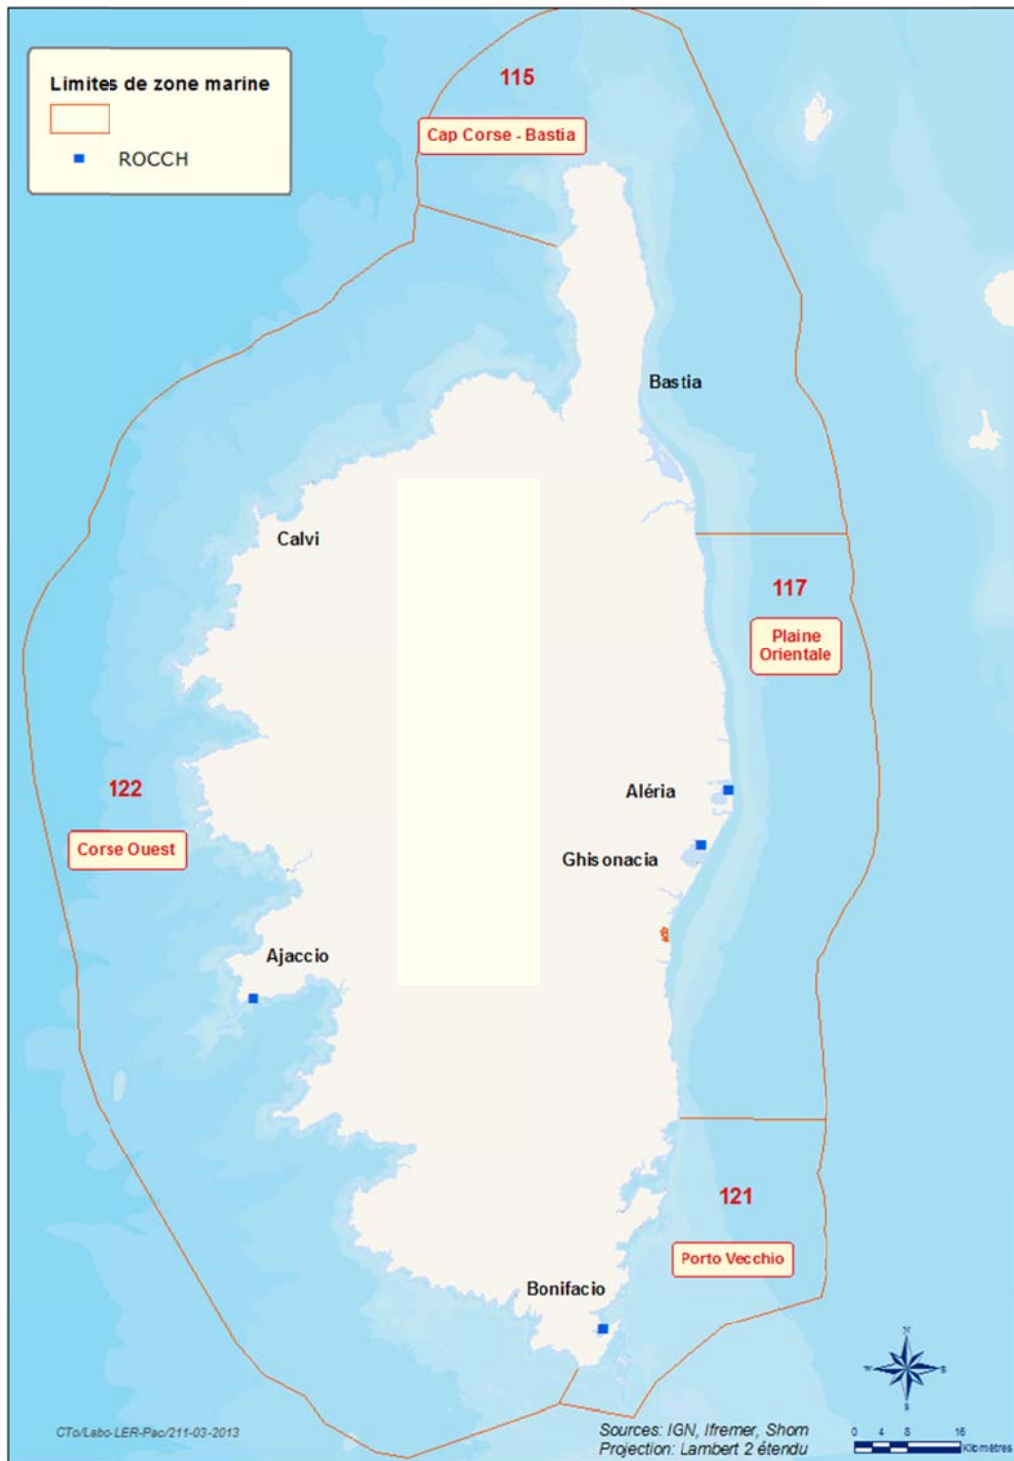 Limites de zone marine
ROCCH
115
Cap Corse - Bastia
Bastia
Calvi
117
Plaine
Orientale
122
Corse Ouest
Aléria
Ghisonacia
Ajaccio
121
Porto Vecchio
Bonifacio
N
S
CTo/Labo-LER-Pac/211-03-2013
Sources: IGN, Ifremer, Shom
Projection: Lambert 2 étendu
0 4 8 16
Kilomètres